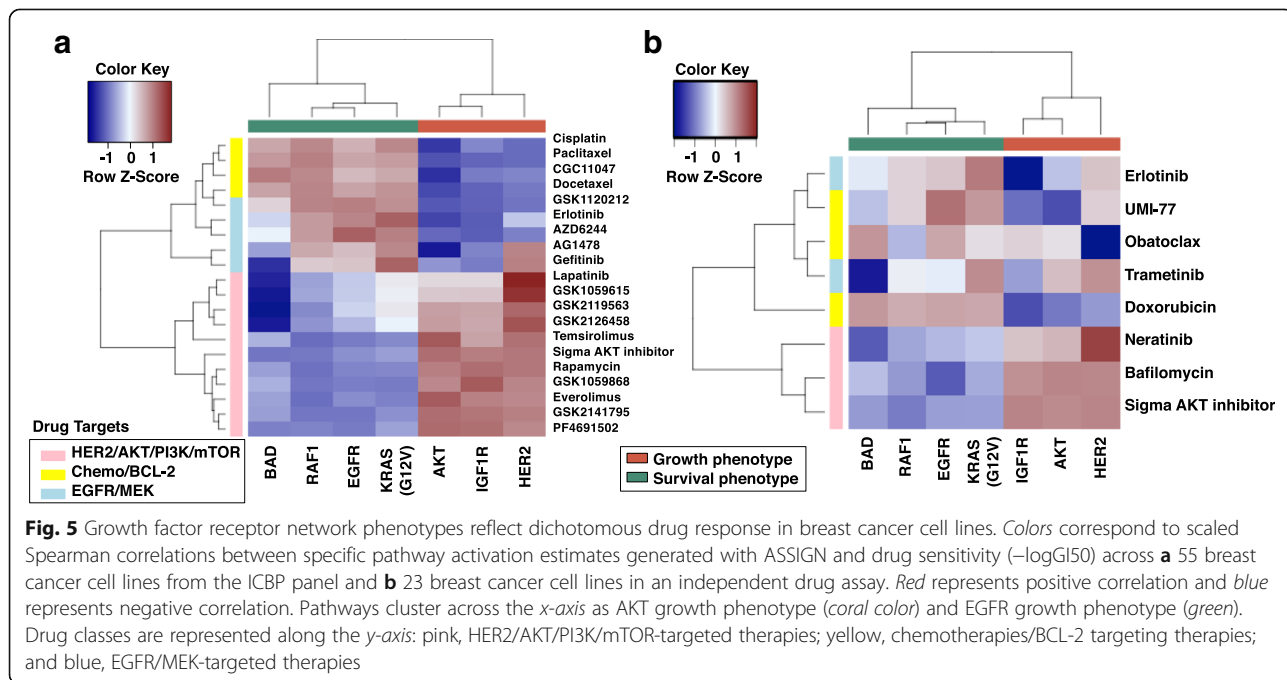 a
Color Key
-1 0 1
Row Z-Score
Cisplatin
Paclitaxel
CGC11047
Docetaxel
GSK1120212
Erlotinib
AZD6244
AG1478
Gefitinib
Lapatinib
GSK1059615
GSK2119563
GSK2126458
Temsirolimus
Sigma AKT inhibitor
Rapamycin
GSK1059868
Everolimus
GSK2141795
PF4691502
BAD
RAF1
EGFR
KRAS
(G12V)
AKT
IGF1R
HER2
Drug Targets
HER2/AKT/PI3K/mTOR
Chemo/BCL-2
EGFR/MEK
b
Color Key
-1 0 1
Row Z-Score
Erlotinib
UMI-77
Obatoclax
Trametinib
Doxorubicin
Neratinib
Bafilomycin
Sigma AKT inhibitor
BAD
RAF1
EGFR
KRAS
(G12V)
IGF1R
AKT
HER2
Growth phenotype
Survival phenotype
Fig. 5 Growth factor receptor network phenotypes reflect dichotomous drug response in breast cancer cell lines. Colors correspond to scaled
Spearman correlations between specific pathway activation estimates generated with ASSIGN and drug sensitivity (−logGI50) across a 55 breast
cancer cell lines from the ICBP panel and b 23 breast cancer cell lines in an independent drug assay. Red represents positive correlation and blue
represents negative correlation. Pathways cluster across the x-axis as AKT growth phenotype (coral color) and EGFR growth phenotype (green).
Drug classes are represented along the y-axis: pink, HER2/AKT/PI3K/mTOR-targeted therapies; yellow, chemotherapies/BCL-2 targeting therapies;
and blue, EGFR/MEK-targeted therapies